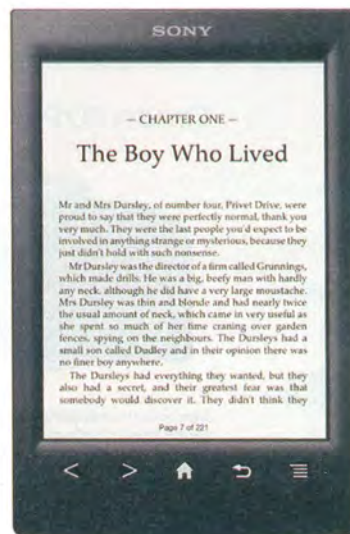 SONY
– CHAPTER ONE –
The Boy Who Lived
Mr and Mrs Dursley, of number four, Privet Drive, were
proud to say that they were perfectly normal, thank you
very much. They were the last people you'd expect to be
involved in anything strange or mysterious, because they
just didn't hold with such nonsense.
Mr Dursley was the director of a firm called Grunnings,
which made drills. He was a big, beefy man with hardly
any neck, although he did have a very large moustache.
Mrs Dursley was thin and blonde and had nearly twice
the usual amount of neck, which came in very useful as
she spent so much of her time craning over garden
fences, spying on the neighbours. The Dursleys had a
small son called Dudley and in their opinion there was
no finer boy anywhere.
The Dursleys had everything they wanted, but they
also had a secret, and their greatest fear was that
somebody would discover it. They didn't think they
Page 7 of 221